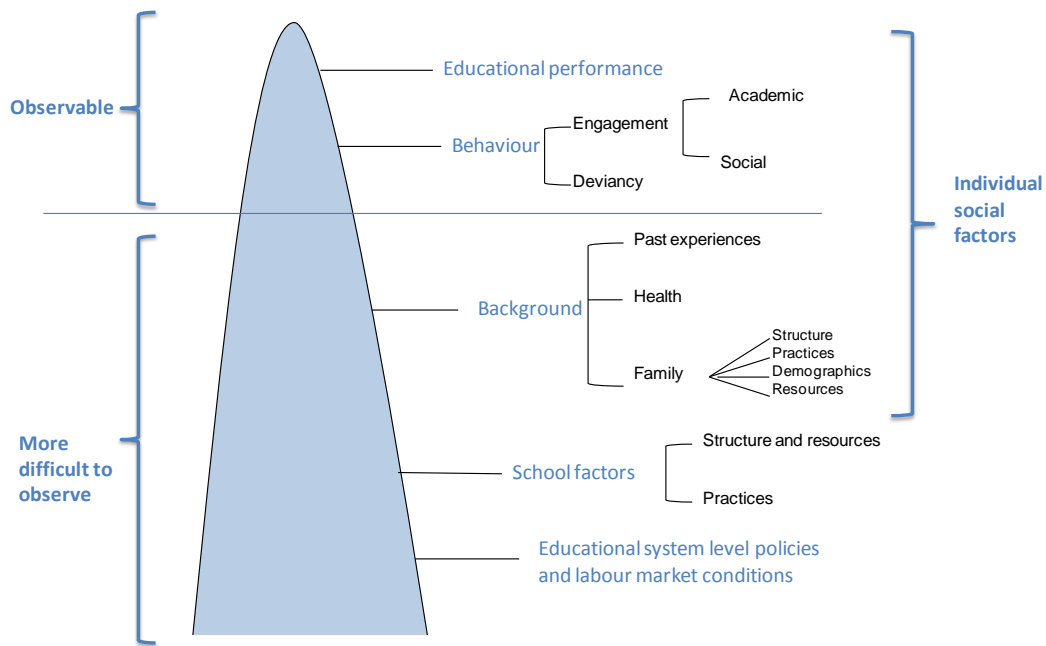 Observable
Educational performance
Behaviour
Engagement
Academic
Social
Deviancy
Individual
social
factors
More
difficult to
observe
Background
Past experiences
Health
Family
Structure
Practices
Demographics
Resources
School factors
Structure and resources
Practices
Educational system level policies
and labour market conditions